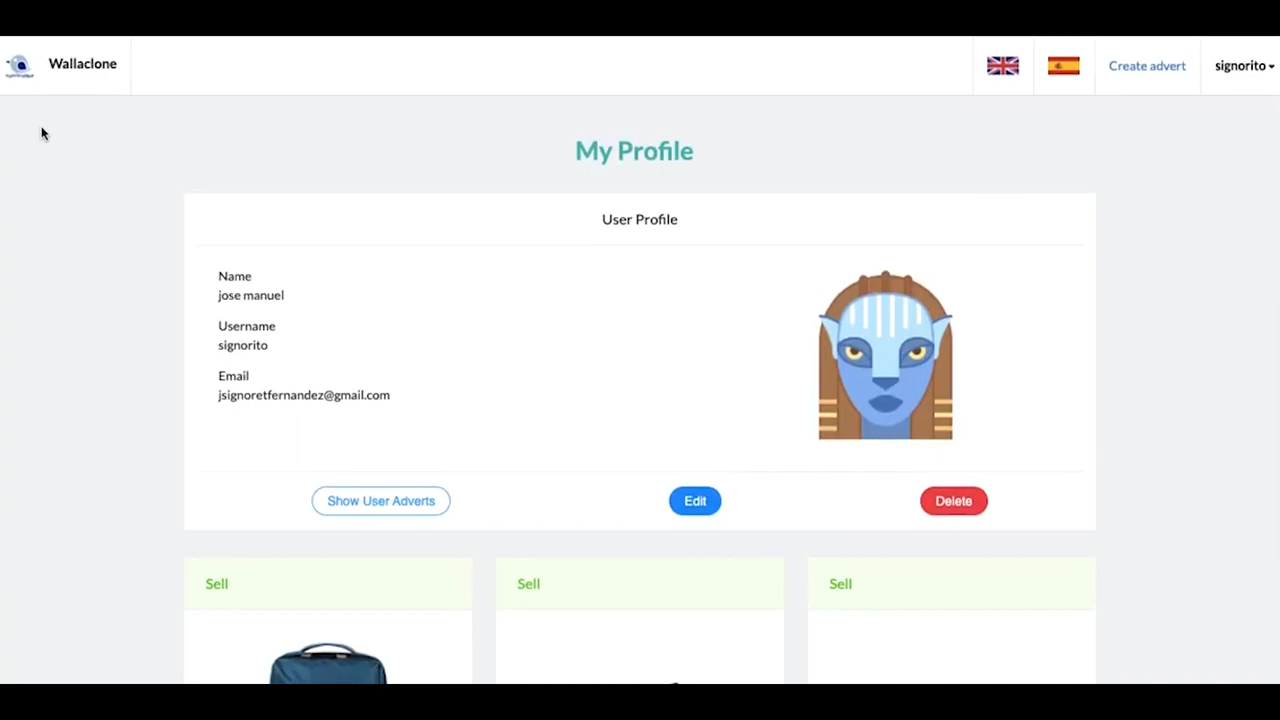 Wallaclone
Create advert
signorito
My Profile
User Profile
Name
jose manuel
Username
signorito
Email
jsignoretfernandez@gmail.com
Show User Adverts
Edit
Delete
Sell
Sell
Sell